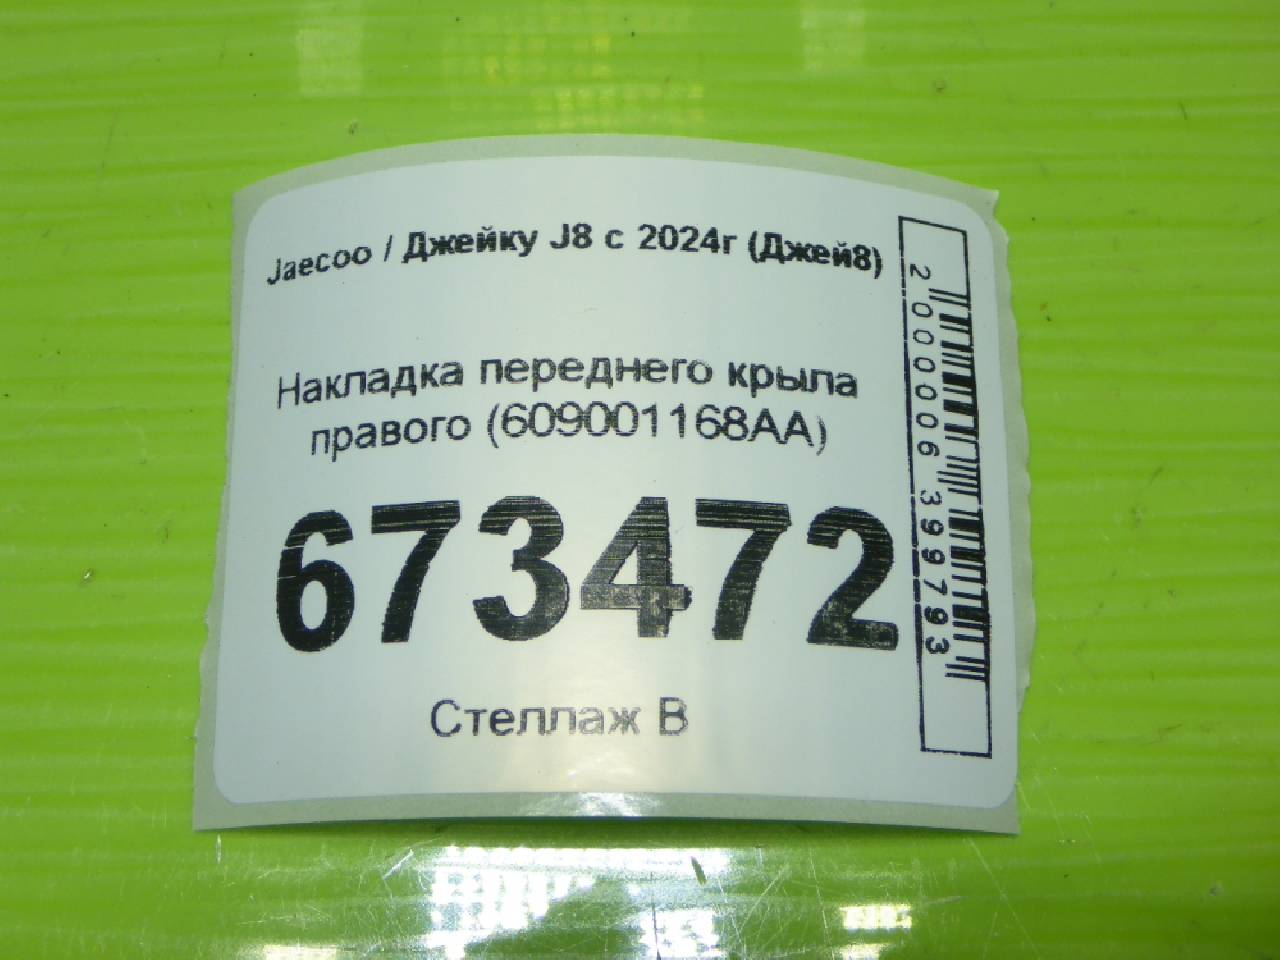 Jaecoo / Джейку J8 с 2024г (Джей8)
Накладка переднего крыла
правого (609001168AA)
673472
Стеллаж В
2000006399793